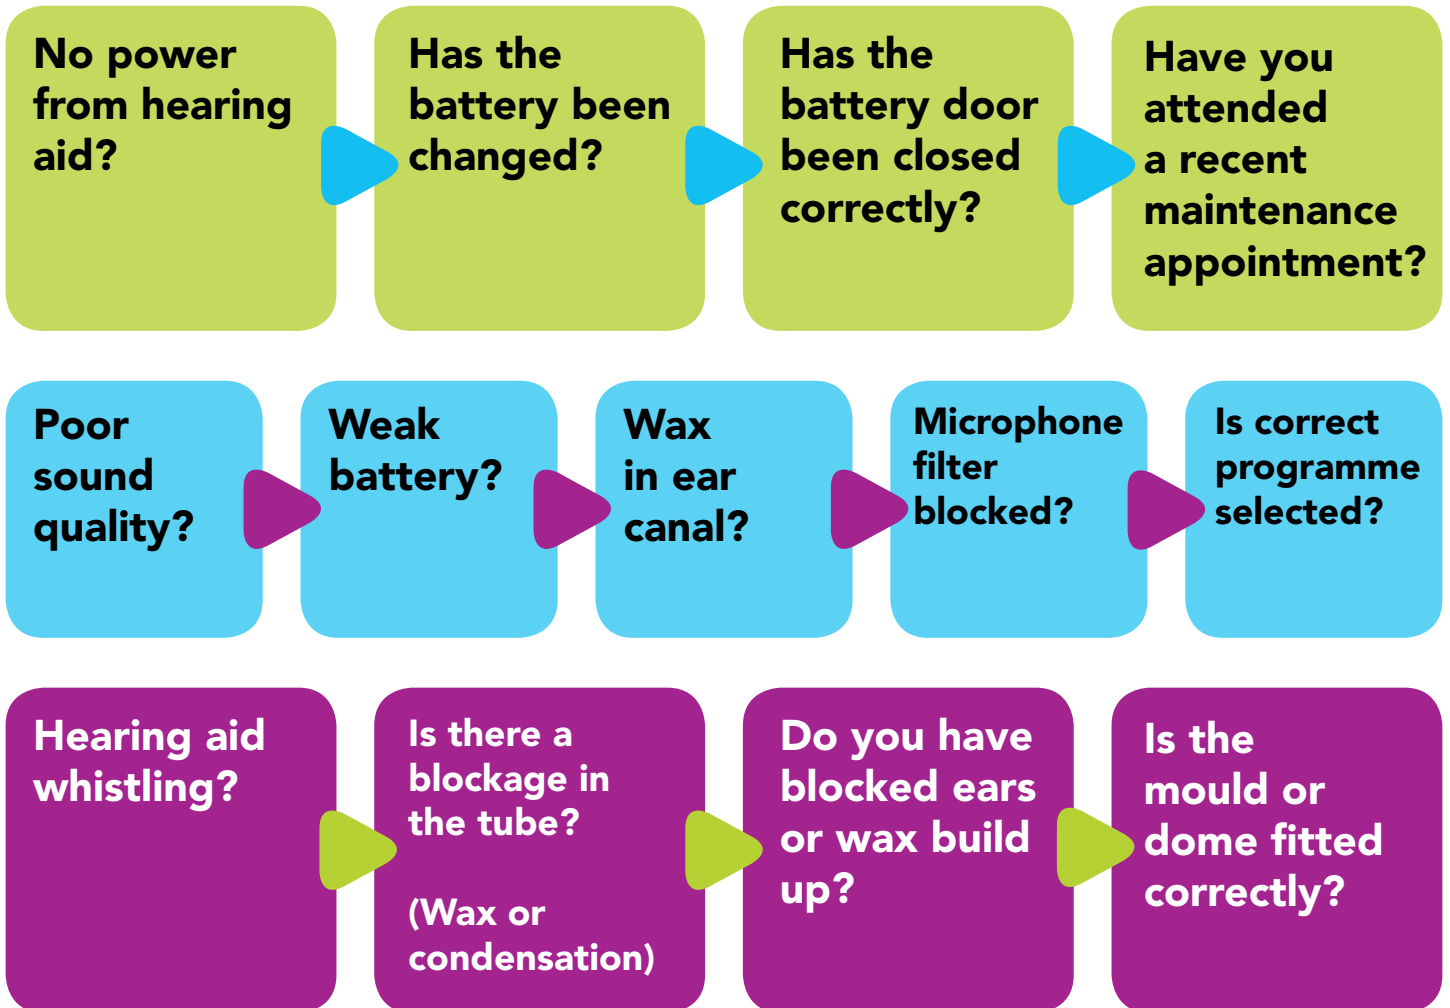 No power
from hearing
aid?
Has the
battery been
changed?
Has the
battery door
been closed
correctly?
Have you
attended
a recent
maintenance
appointment?
Poor
sound
quality?
Weak
battery?
Wax
in ear
canal?
Microphone
filter
blocked?
Is correct
programme
selected?
Hearing aid
whistling?
Is there a
blockage in
the tube?
(Wax or
condensation)
Do you have
blocked ears
or wax build
up?
Is the
mould or
dome fitted
correctly?